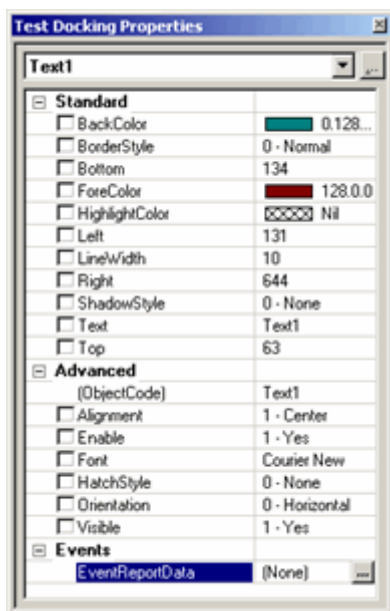 Test Docking Properties
Text1
Standard
BackColor 0.128...
BorderStyle 0 - Normal
Bottom 134
ForeColor 128.0.0
HighlightColor Nil
Left 131
LineWidth 10
Right 644
ShadowStyle 0 - None
Text Text1
Top 63
Advanced
(ObjectCode) Text1
Alignment 1 - Center
Enable 1 - Yes
Font Courier New
HatchStyle 0 - None
Orientation 0 - Horizontal
Visible 1 - Yes
Events
EventReportData (None) ...